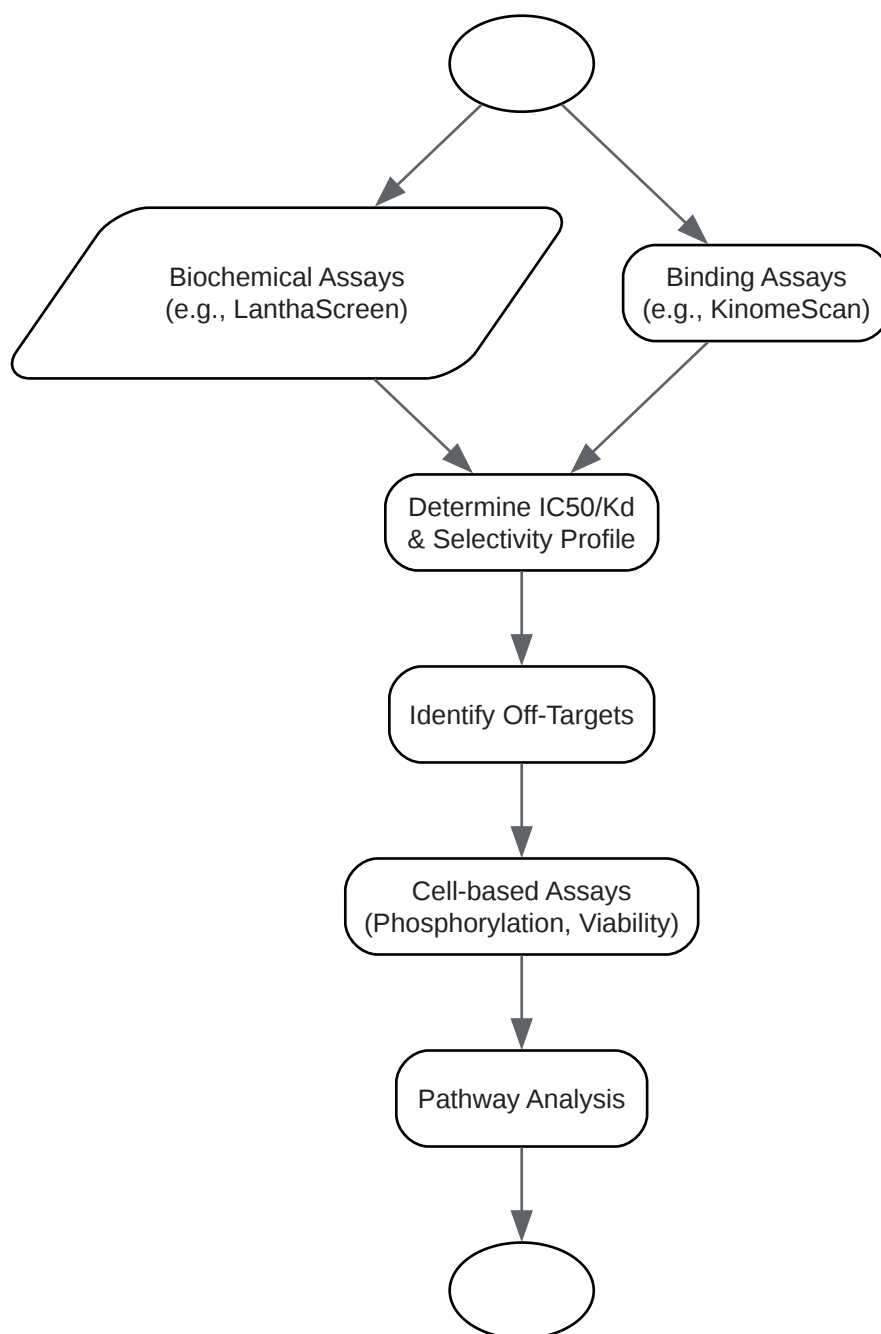 Biochemical Assays
(e.g., LanthaScreen)
Binding Assays
(e.g., KinomeScan)
Determine IC50/Kd
& Selectivity Profile
Identify Off-Targets
Cell-based Assays
(Phosphorylation, Viability)
Pathway Analysis